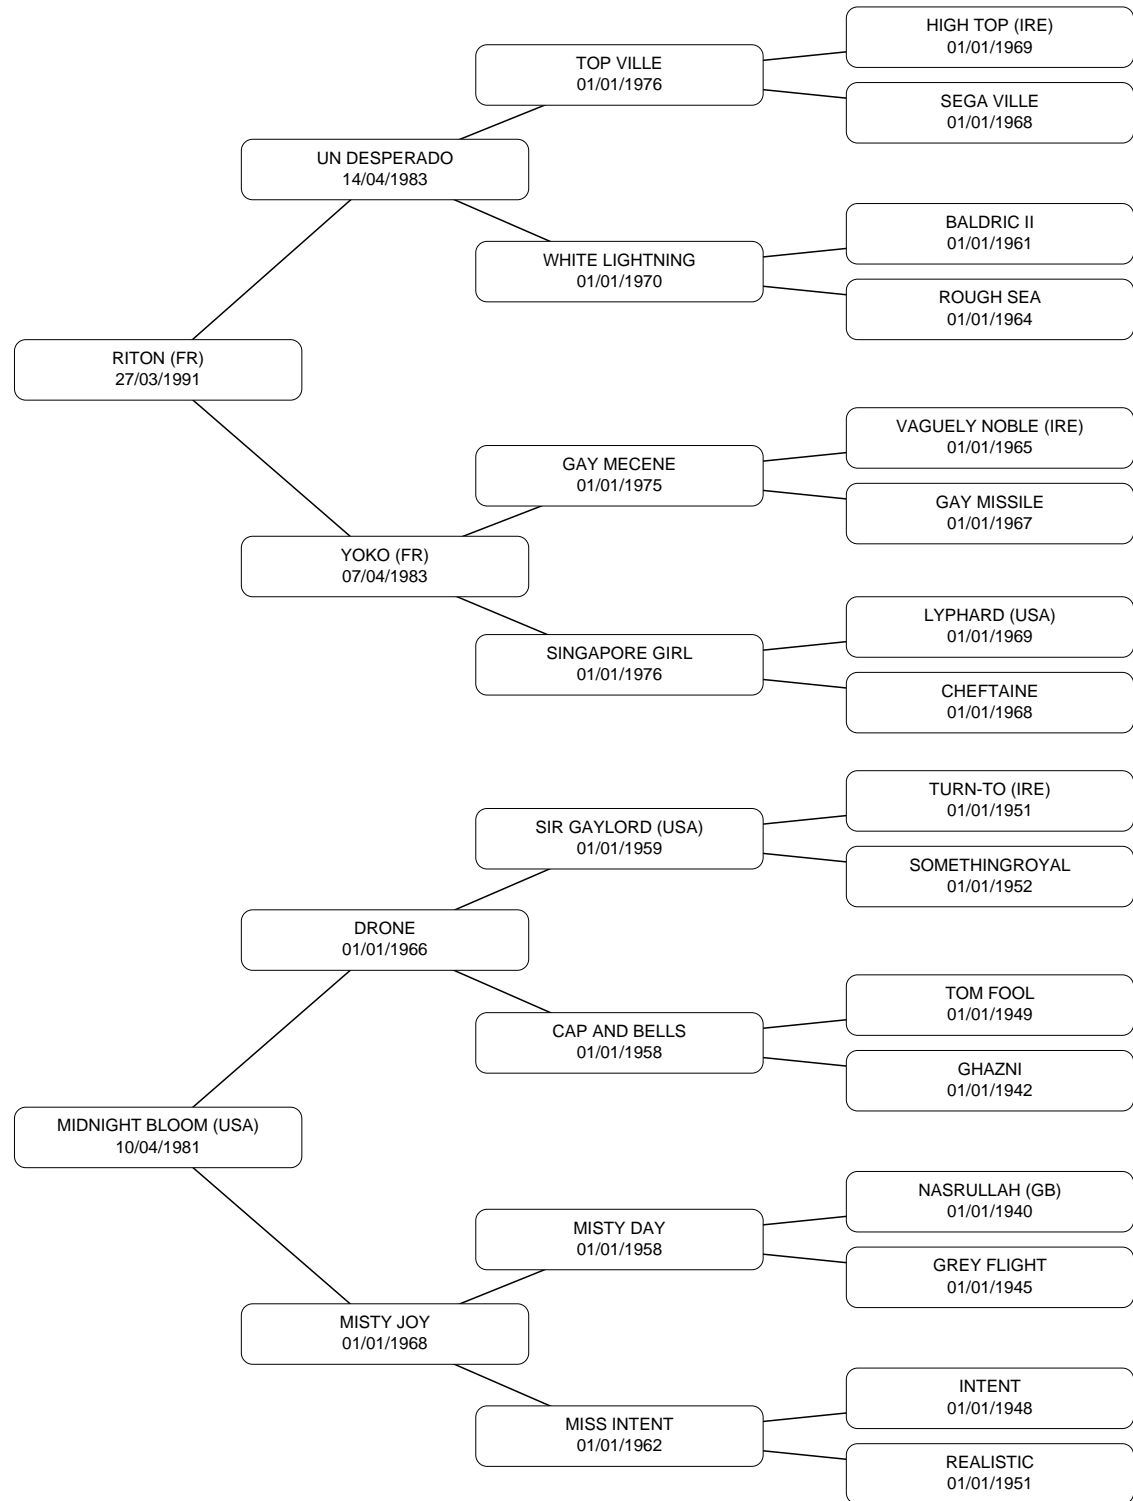 HIGH TOP (IRE)
01/01/1969
TOP VILLE
01/01/1976
SEGA VILLE
01/01/1968
UN DESPERADO
14/04/1983
BALDRIC II
01/01/1961
WHITE LIGHTNING
01/01/1970
ROUGH SEA
01/01/1964
RITON (FR)
27/03/1991
VAGUELY NOBLE (IRE)
01/01/1965
GAY MECENE
01/01/1975
GAY MISSILE
01/01/1967
YOKO (FR)
07/04/1983
LYPHARD (USA)
01/01/1969
SINGAPORE GIRL
01/01/1976
CHEFTAINE
01/01/1968
TURN-TO (IRE)
01/01/1951
SIR GAYLORD (USA)
01/01/1959
SOMETHINGROYAL
01/01/1952
DRONE
01/01/1966
TOM FOOL
01/01/1949
CAP AND BELLS
01/01/1958
GHAZNI
01/01/1942
MIDNIGHT BLOOM (USA)
10/04/1981
NASRULLAH (GB)
01/01/1940
MISTY DAY
01/01/1958
GREY FLIGHT
01/01/1945
MISTY JOY
01/01/1968
INTENT
01/01/1948
MISS INTENT
01/01/1962
REALISTIC
01/01/1951